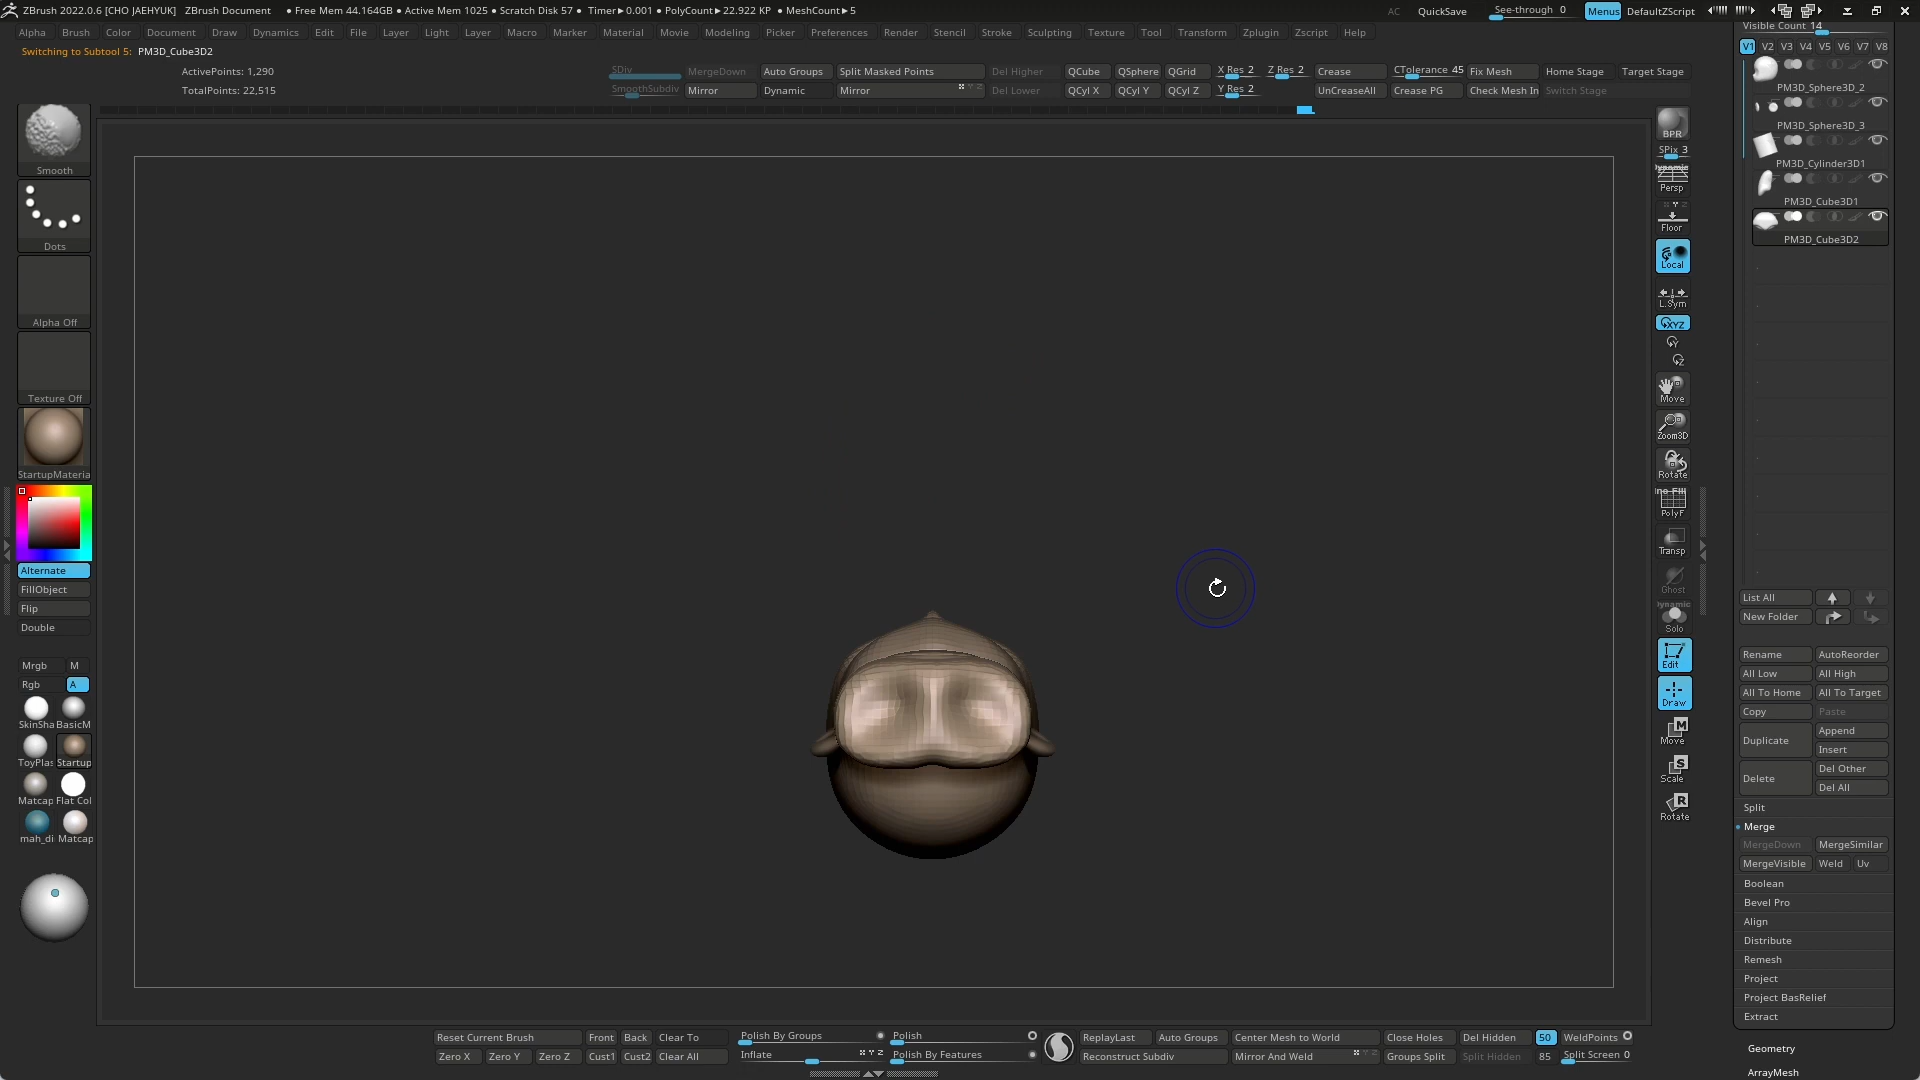 ZBrush 2022.0.6 [CHO JAEHYUK] ZBrush Document • Free Mem 44.164GB • Active Mem 1025 • Scratch Disk 57 • Timer▸0.001 • PolyCount▸22.922 KP • MeshCount▸5
AC QuickSave See-through 0 Menus DefaultZScript
Alpha Brush Color Document Draw Dynamics Edit File Layer Light Layer Macro Marker Material Movie Modeling Picker Preferences Render Stencil Stroke Sculpting Texture Tool Transform Zplugin Zscript Help
Switching to Subtool 5: PM3D_Cube3D2
ActivePoints: 1,290
TotalPoints: 22,515
SDiv MergeDown Auto Groups Split Masked Points Del Higher QCube QSphere QGrid X Res 2 Z Res 2 Crease CTolerance 45 Fix Mesh Home Stage Target Stage
SmoothSubdiv Mirror Dynamic Mirror Del Lower QCyl X QCyl Y QCyl Z Y Res 2 UnCreaseAll Crease PG Check Mesh In Switch Stage
Smooth
Dots
Alpha Off
Texture Off
StartupMateria
Alternate
FillObject
Flip
Double
Mrgb M
Rgb A
SkinSha BasicM
ToyPlas Startup
Matcap Flat Col
mah_di Matcap
BPR
SPix 3
Dynamic
Persp
Floor
Local
L.Sym
XYZ
Y
Z
Move
Zoom3D
Rotate
Line Fill
PolyF
Transp
Ghost
Dynamic
Solo
Edit
Draw
Move
Scale
Rotate
Visible Count 14
V1 V2 V3 V4 V5 V6 V7 V8
PM3D_Sphere3D_2
PM3D_Sphere3D_3
PM3D_Cylinder3D1
PM3D_Cube3D1
PM3D_Cube3D2
List All
New Folder
Rename AutoReorder
All Low All High
All To Home All To Target
Copy Paste
Duplicate Append
Insert
Delete Del Other
Del All
Split
Merge
MergeDown MergeSimilar
MergeVisible Weld Uv
Boolean
Bevel Pro
Align
Distribute
Remesh
Project
Project BasRelief
Extract
Geometry
ArrayMesh
Reset Current Brush Front Back Clear To Polish By Groups Polish ReplayLast Auto Groups Center Mesh to World Close Holes Del Hidden 50 WeldPoints
Zero X Zero Y Zero Z Cust1 Cust2 Clear All Inflate X Y Z Polish By Features Reconstruct Subdiv Mirror And Weld Groups Split Split Hidden 85 Split Screen 0